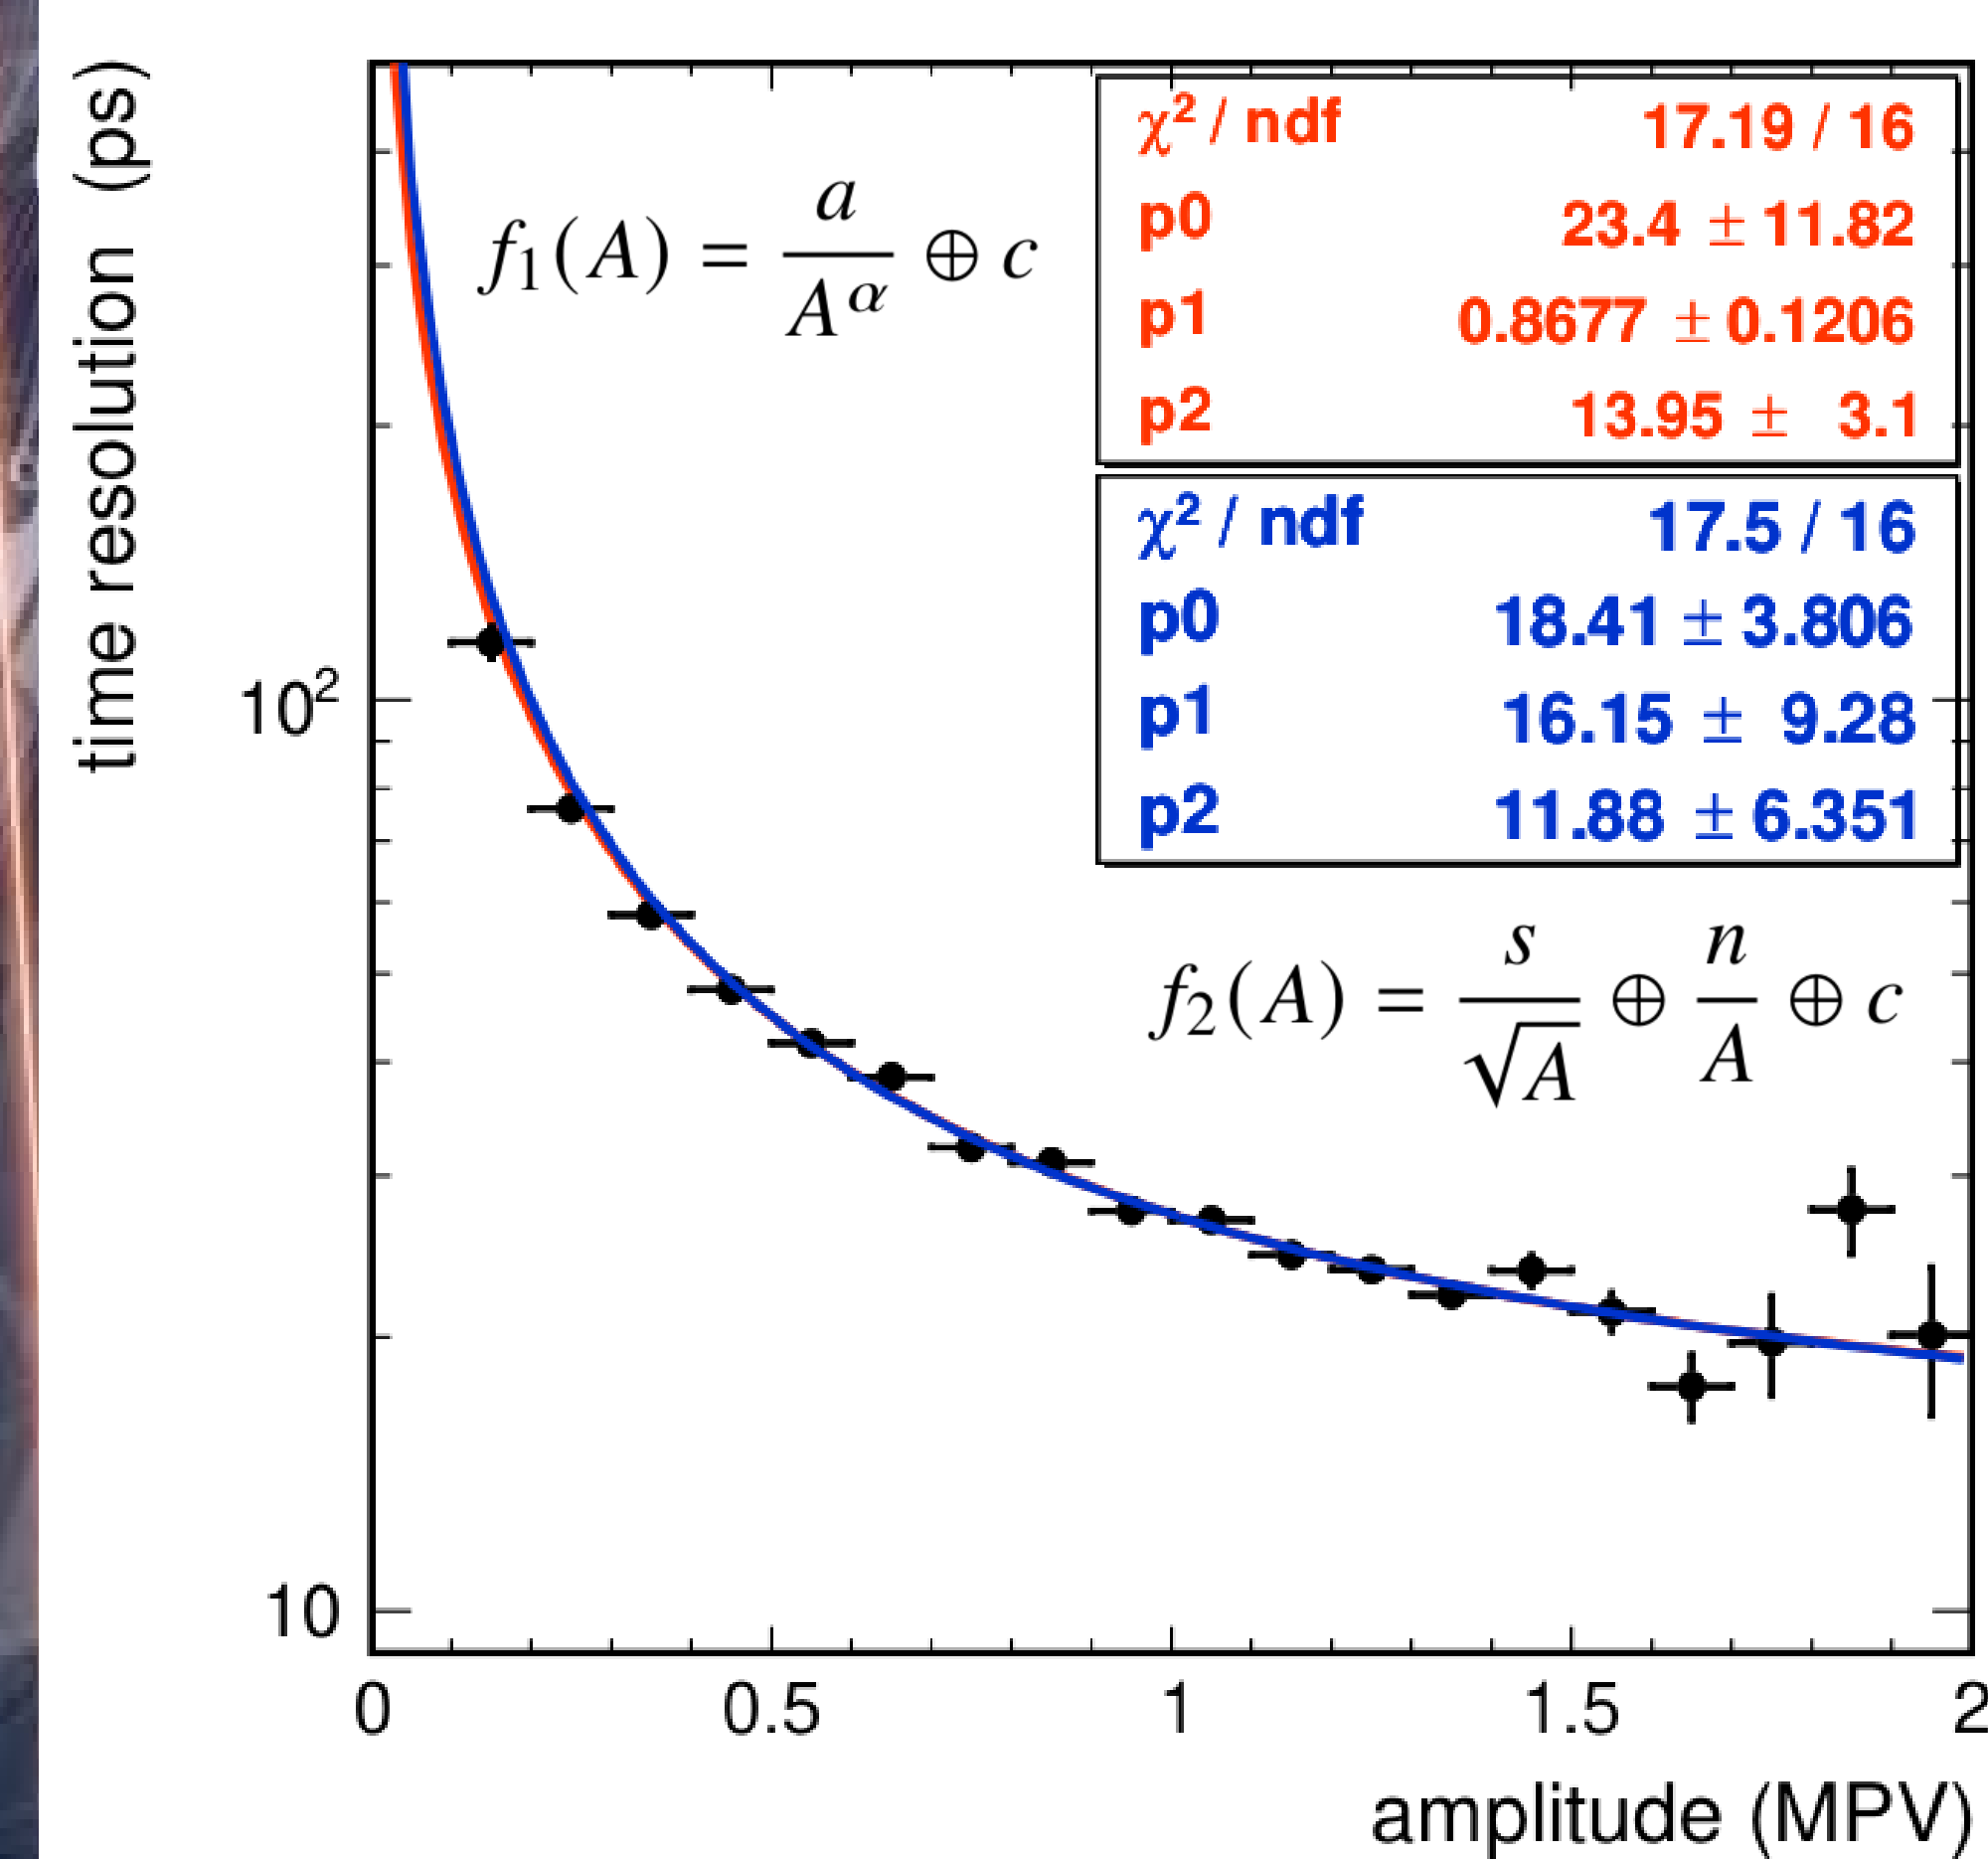 time resolution (ps)
10²
10
χ² / ndf 17.19 / 16
p0 23.4 ± 11.82
p1 0.8677 ± 0.1206
p2 13.95 ± 3.1
χ² / ndf 17.5 / 16
p0 18.41 ± 3.806
p1 16.15 ± 9.28
p2 11.88 ± 6.351
f₁(A) = a/A^α ⊕ c
f₂(A) = s/√A ⊕ n/A ⊕ c
0 0.5 1 1.5 2
amplitude (MPV)